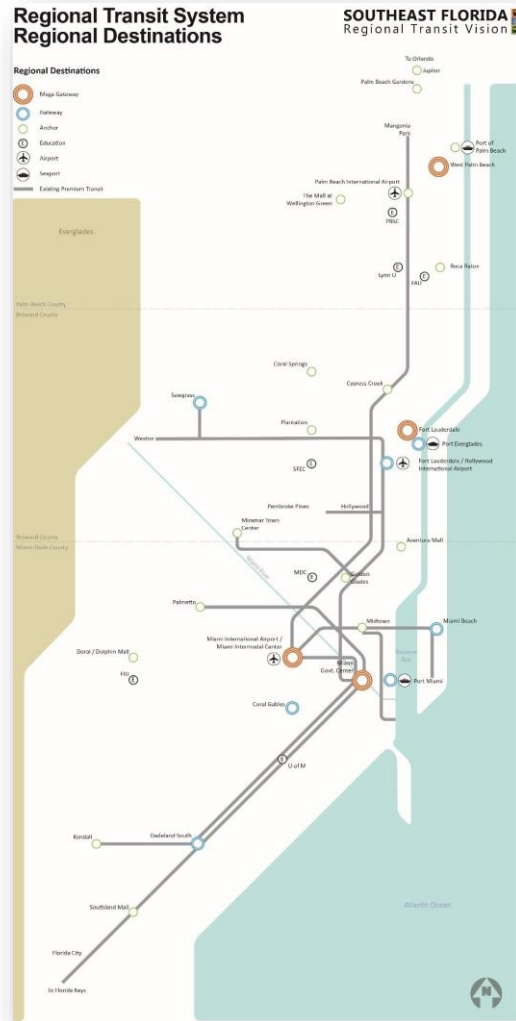 Regional Transit System
Regional Destinations
SOUTHEAST FLORIDA
Regional Transit Vision
Regional Destinations
Mega Gateway
Gateway
Anchor
E Education
Airport
Seaport
Existing Premium Transit
To Orlando
Jupiter
Palm Beach Gardens
Mangonia
Park
Port of
Palm Beach
West Palm Beach
Palm Beach International Airport
The Mall at
Wellington Green
E
PBSC
Everglades
Lynn U
E
FAU
E
Boca Raton
Palm Beach County
Broward County
Coral Springs
Cypress Creek
Sawgrass
Plantation
Fort Lauderdale
Port Everglades
Weston
Fort Lauderdale / Hollywood
International Airport
SFEC
E
Pembroke Pines
Hollywood
Miramar Town
Center
Broward County
Miami-Dade County
Aventura Mall
Miami River
MDC
E
Golden
Glades
Palmetto
Midtown
Miami Beach
Miami International Airport /
Miami Intermodal Center
Doral / Dolphin Mall
Miami
Govt. Center
Biscayne
Bay
FIU
E
Port Miami
Coral Gables
E
U of M
Kendall
Dadeland South
Southland Mall
Atlantic Ocean
Florida City
To Florida Keys
N